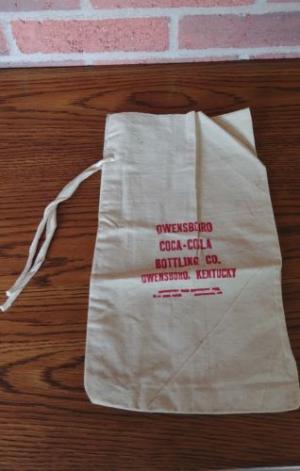 OWENSBORO
COCA-COLA
BOTTLING CO.
OWENSBORO, KENTUCKY